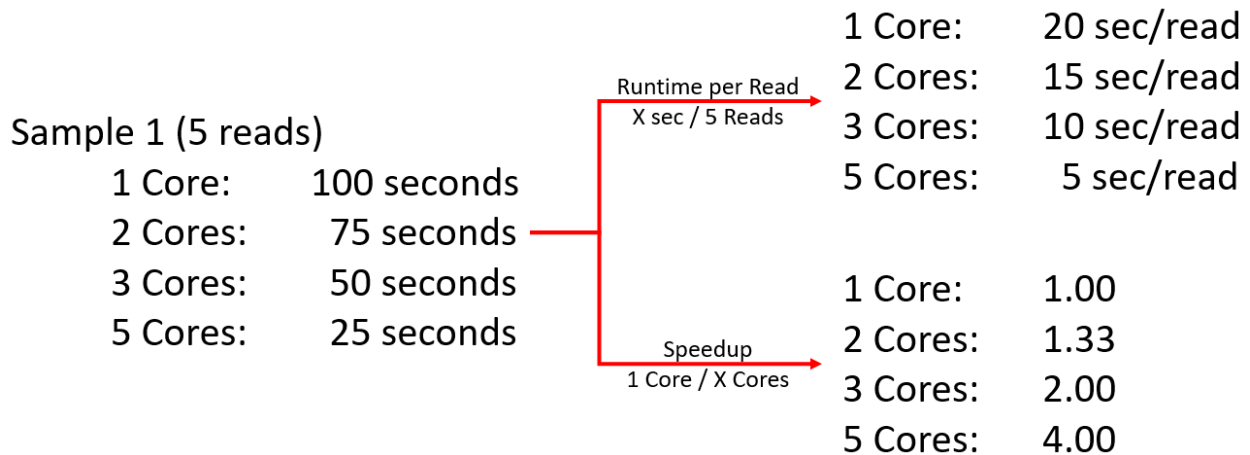 Sample 1 (5 reads)
1 Core: 100 seconds
2 Cores: 75 seconds
3 Cores: 50 seconds
5 Cores: 25 seconds
Runtime per Read
X sec / 5 Reads
1 Core: 20 sec/read
2 Cores: 15 sec/read
3 Cores: 10 sec/read
5 Cores: 5 sec/read
Speedup
1 Core / X Cores
1 Core: 1.00
2 Cores: 1.33
3 Cores: 2.00
5 Cores: 4.00